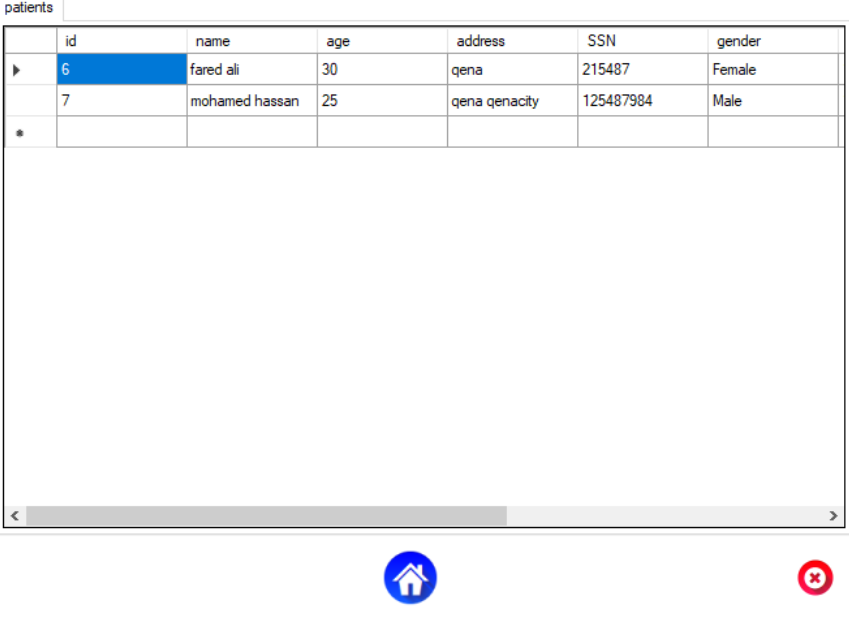 patients
id name age address SSN gender
6 fared ali 30 qena 215487 Female
7 mohamed hassan 25 qena qenacity 125487984 Male